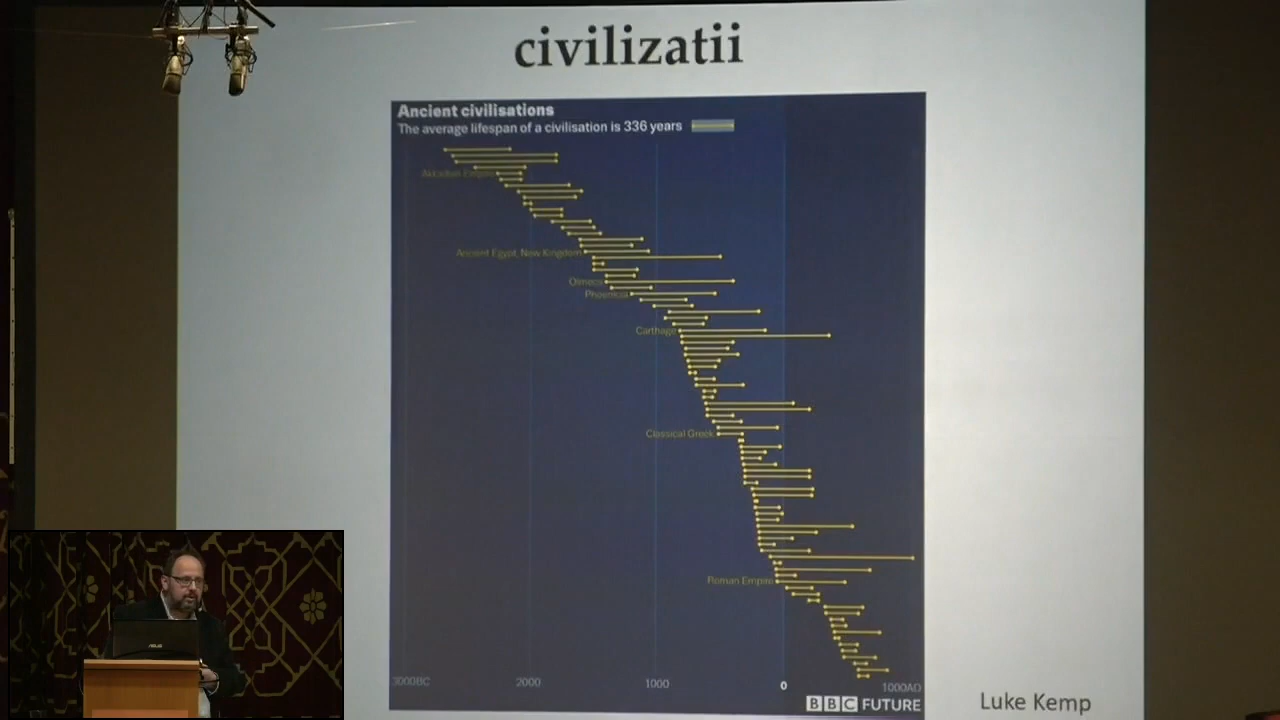 civilizatii
Ancient civilisations
The average lifespan of a civilisation is 336 years
Akkadian Empire
Ancient Egypt, New Kingdom
Olmecs
Phoenicia
Carthage
Classical Greek
Roman Empire
3000BC 2000 1000 0 1000AD
BBC FUTURE
Luke Kemp
ASUS